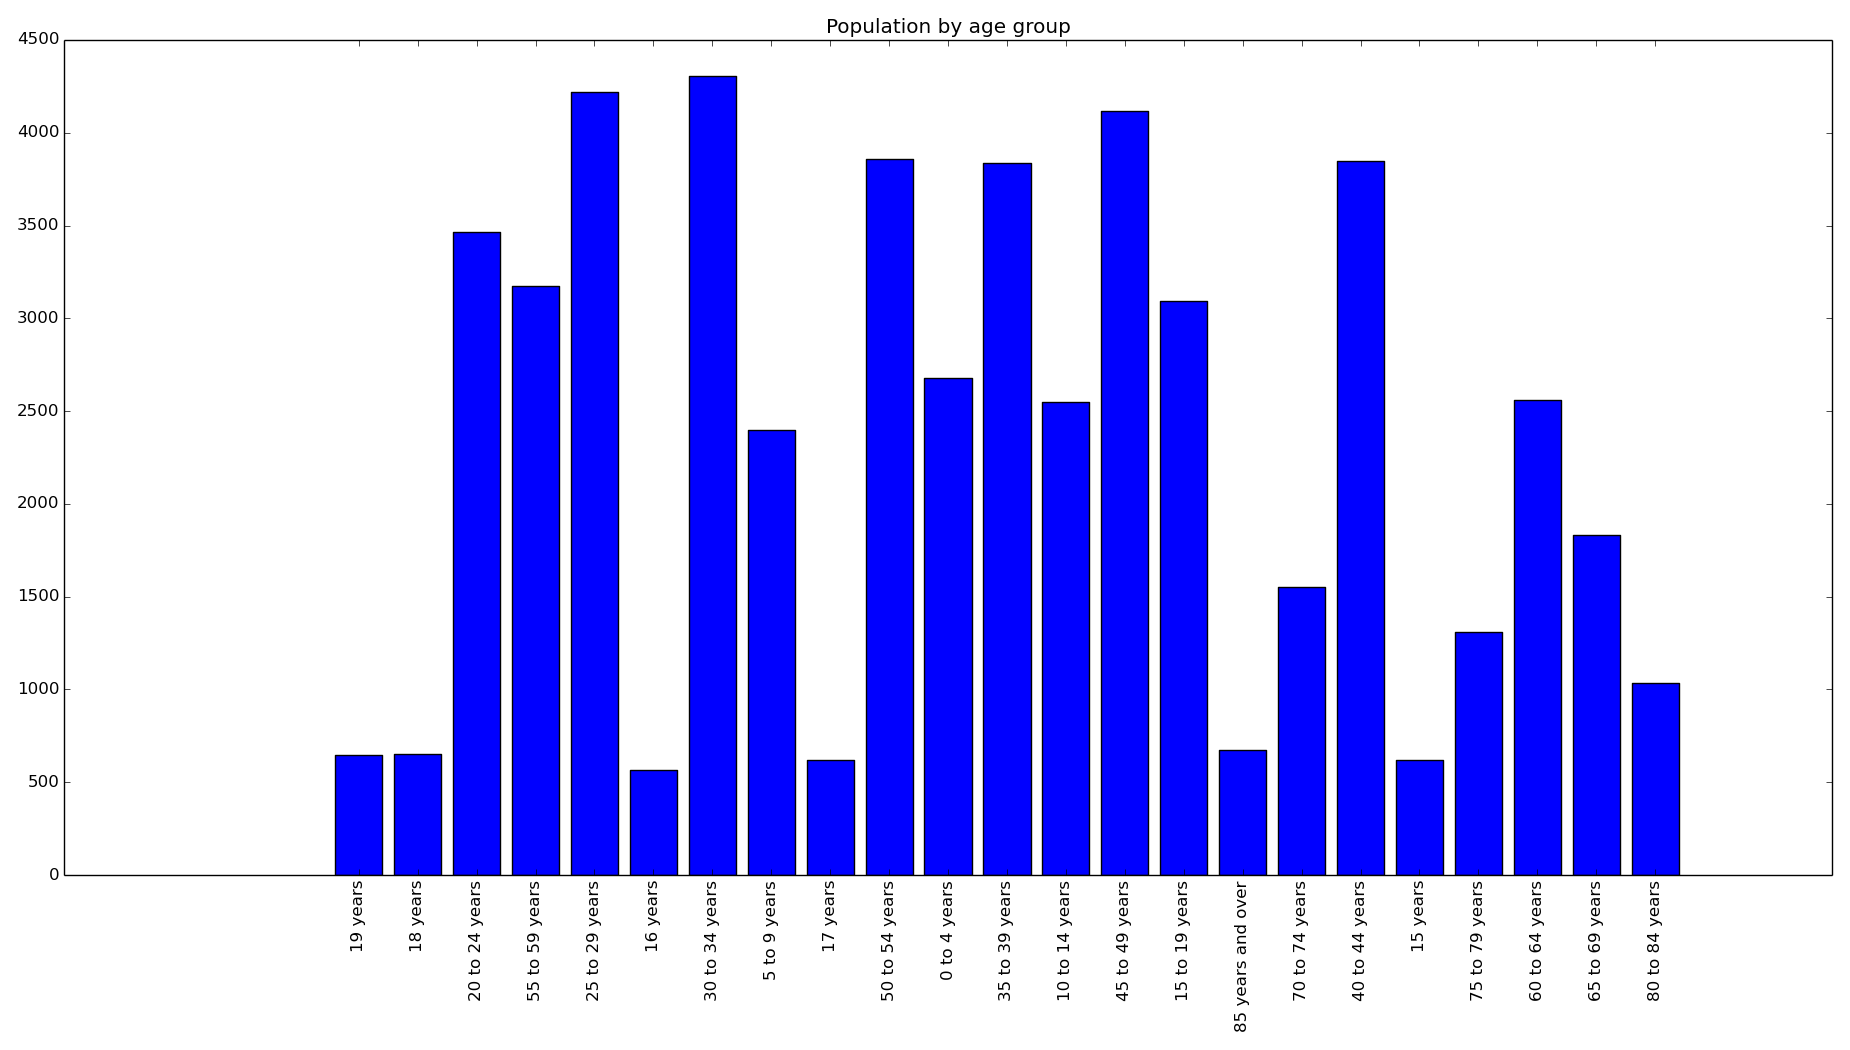 Population by age group
4500
4000
3500
3000
2500
2000
1500
1000
500
0
19 years
18 years
20 to 24 years
55 to 59 years
25 to 29 years
16 years
30 to 34 years
5 to 9 years
17 years
50 to 54 years
0 to 4 years
35 to 39 years
10 to 14 years
45 to 49 years
15 to 19 years
85 years and over
70 to 74 years
40 to 44 years
15 years
75 to 79 years
60 to 64 years
65 to 69 years
80 to 84 years